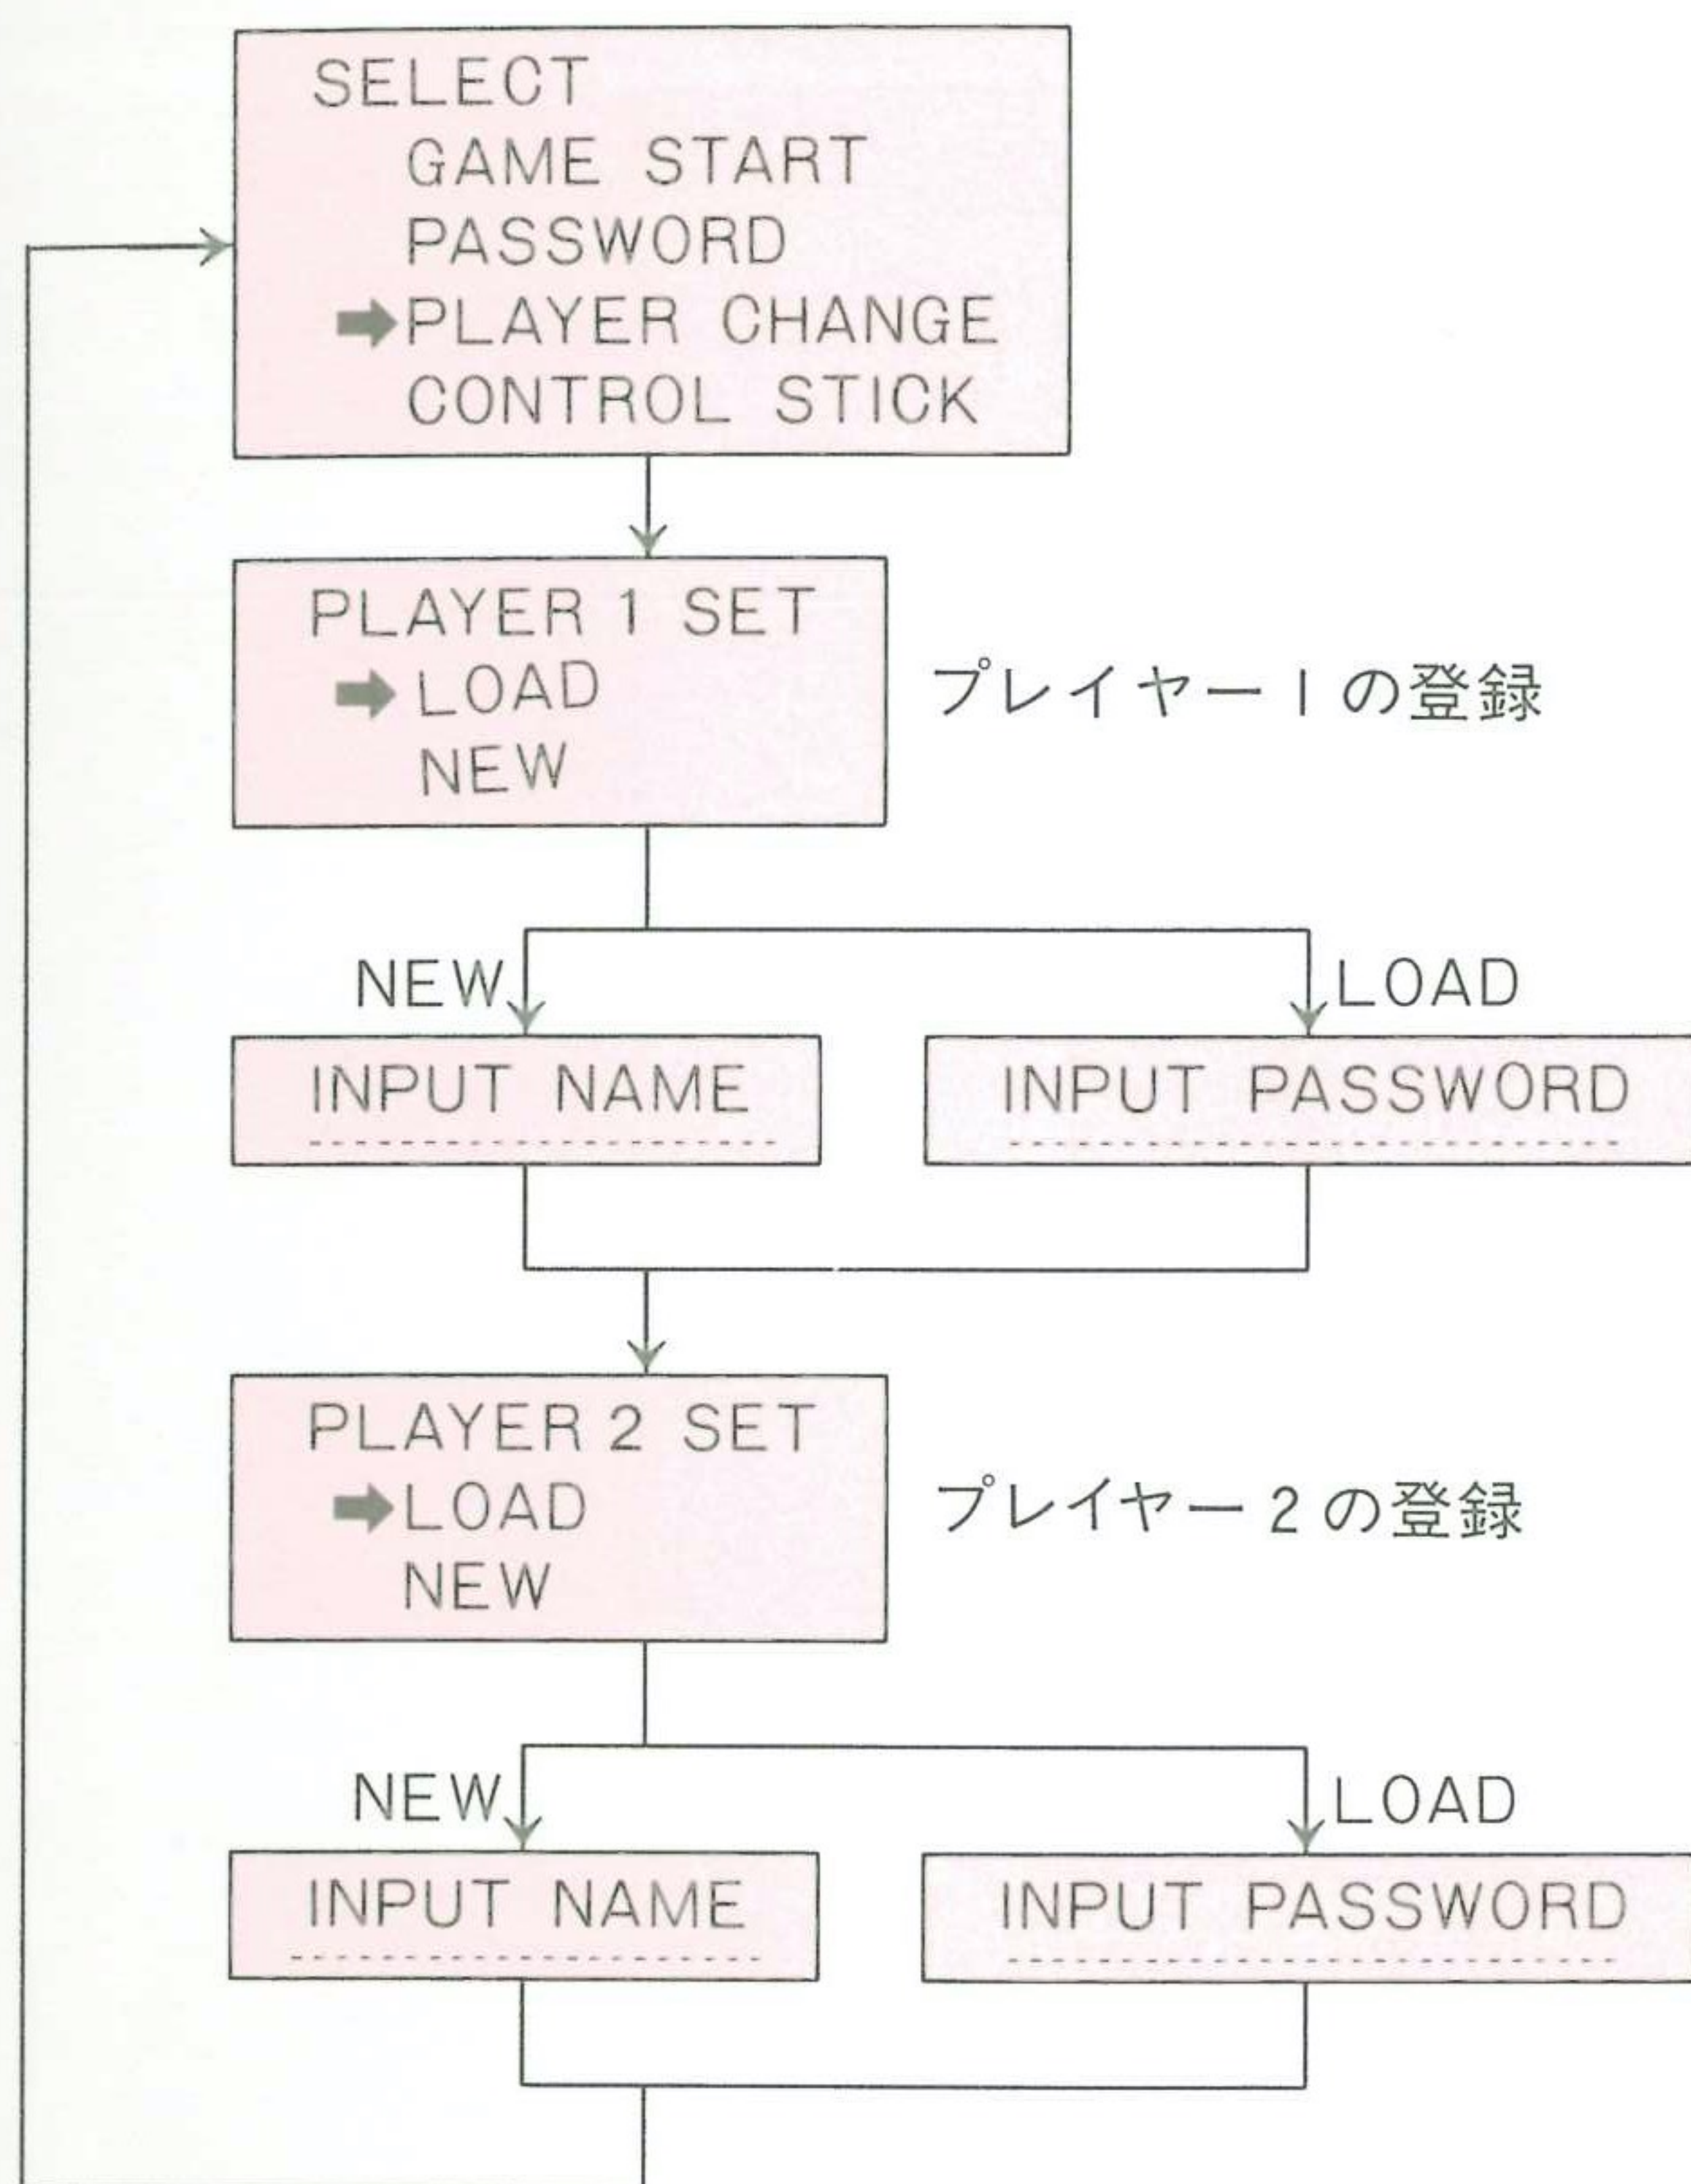 SELECT
GAME START
PASSWORD
PLAYER CHANGE
CONTROL STICK
PLAYER 1 SET
LOAD
NEW
プレイヤー1の登録
NEW
LOAD
INPUT NAME
INPUT PASSWORD
PLAYER 2 SET
LOAD
NEW
プレイヤー2の登録
NEW
LOAD
INPUT NAME
INPUT PASSWORD